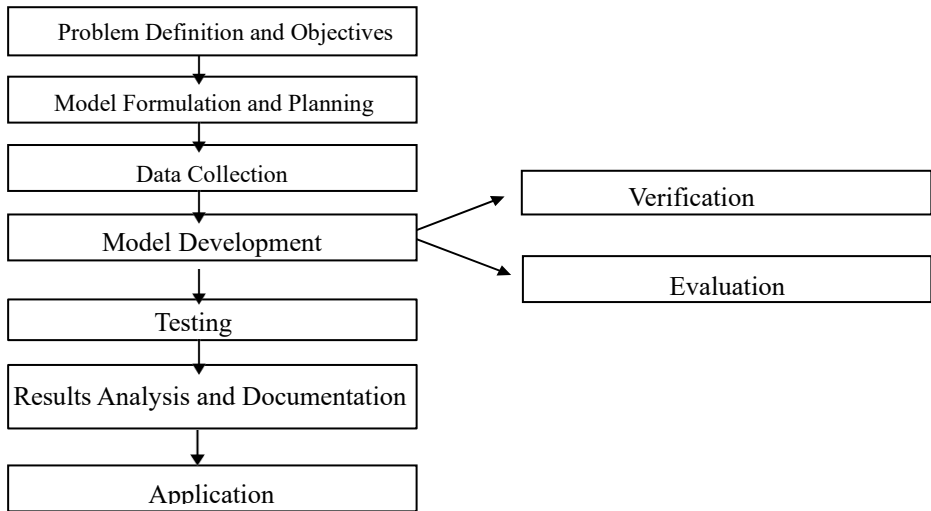 Problem Definition and Objectives
Model Formulation and Planning
Data Collection
Model Development
Verification
Evaluation
Testing
Results Analysis and Documentation
Application